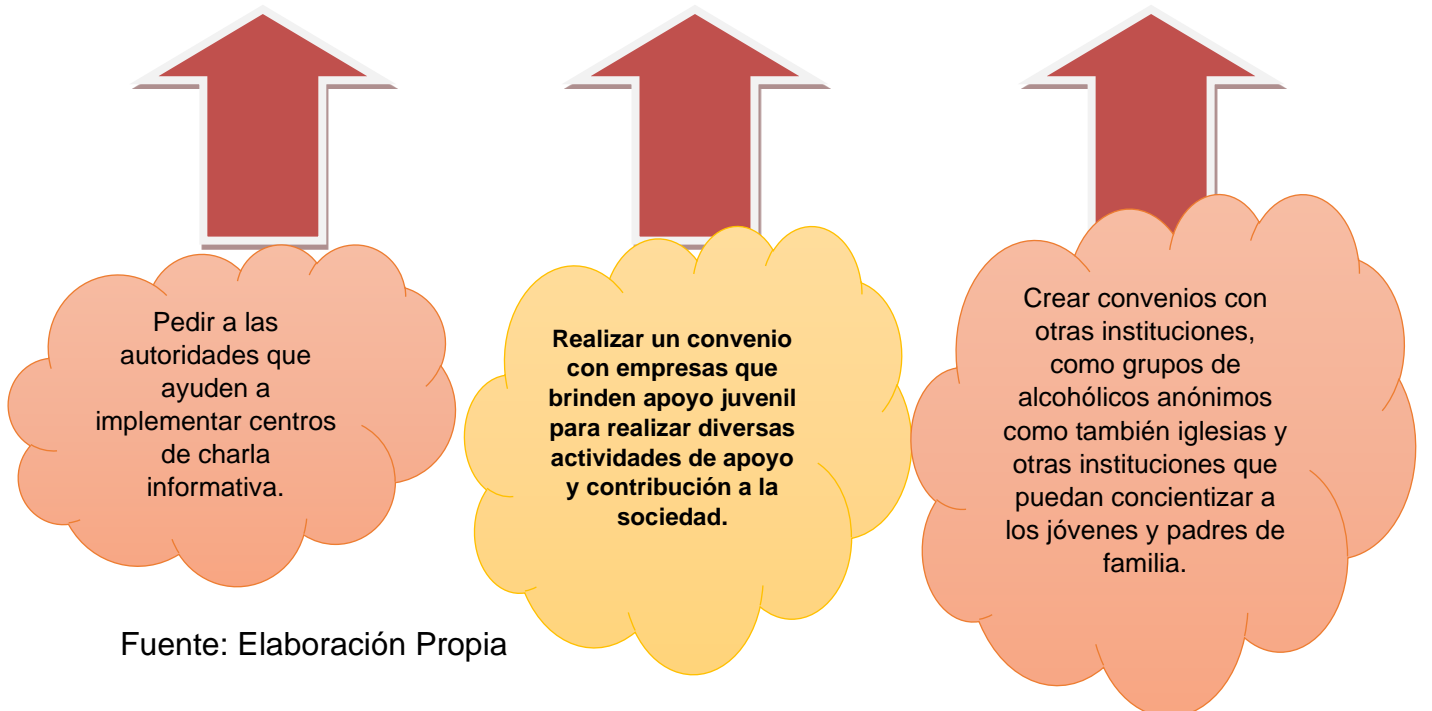 Pedir a las
autoridades que
ayuden a
implementar centros
de charla
informativa.
Realizar un convenio
con empresas que
brinden apoyo juvenil
para realizar diversas
actividades de apoyo
y contribución a la
sociedad.
Crear convenios con
otras instituciones,
como grupos de
alcohólicos anónimos
como también iglesias y
otras instituciones que
puedan concientizar a
los jóvenes y padres de
familia.
Fuente: Elaboración Propia